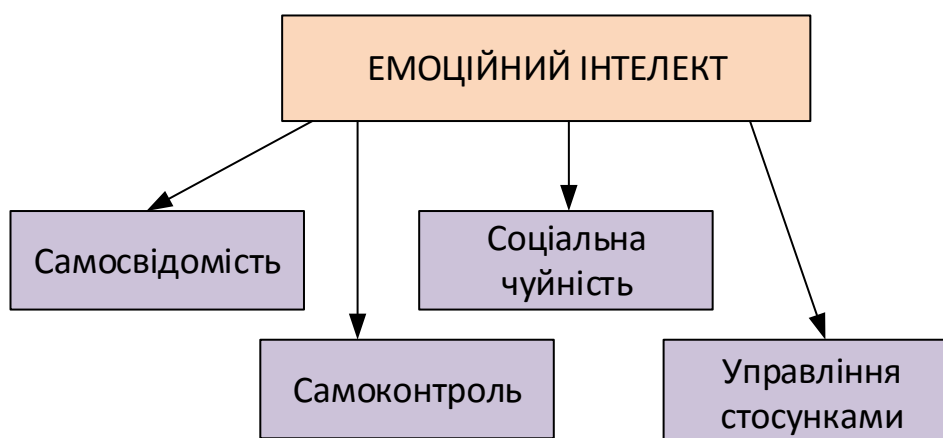 ЕМОЦІЙНИЙ ІНТЕЛЕКТ
Самосвідомість
Соціальна
чуйність
Самоконтроль
Управління
стосунками